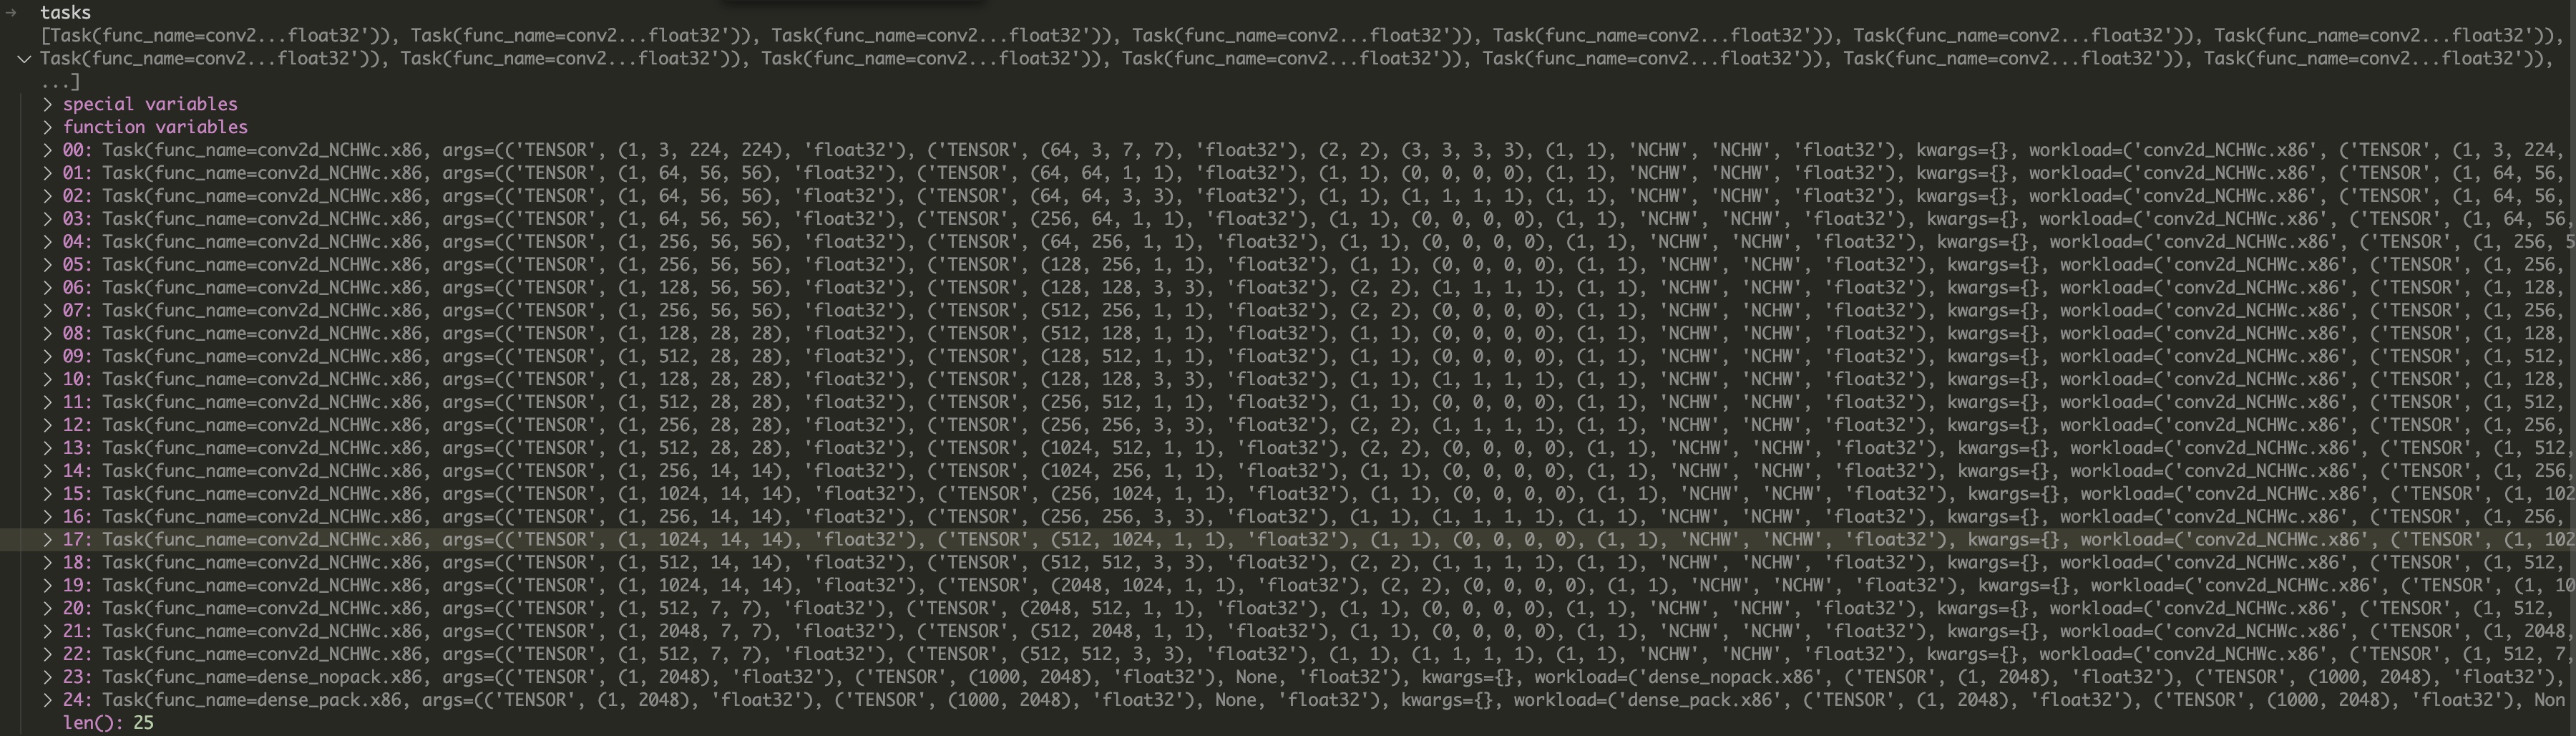 tasks
[Task(func_name=conv2...float32')), Task(func_name=conv2...float32')), Task(func_name=conv2...float32')), Task(func_name=conv2...float32')), Task(func_name=conv2...float32')), Task(func_name=conv2...float32')), Task(func_name=conv2...float32')),
Task(func_name=conv2...float32')), Task(func_name=conv2...float32')), Task(func_name=conv2...float32')), Task(func_name=conv2...float32')), Task(func_name=conv2...float32')), Task(func_name=conv2...float32')), Task(func_name=conv2...float32')),
...]
special variables
function variables
00: Task(func_name=conv2d_NCHWc.x86, args=(('TENSOR', (1, 3, 224, 224), 'float32'), ('TENSOR', (64, 3, 7, 7), 'float32'), (2, 2), (3, 3, 3, 3), (1, 1), 'NCHW', 'NCHW', 'float32'), kwargs={}, workload=('conv2d_NCHWc.x86', ('TENSOR', (1, 3, 224,
01: Task(func_name=conv2d_NCHWc.x86, args=(('TENSOR', (1, 64, 56, 56), 'float32'), ('TENSOR', (64, 64, 1, 1), 'float32'), (1, 1), (0, 0, 0, 0), (1, 1), 'NCHW', 'NCHW', 'float32'), kwargs={}, workload=('conv2d_NCHWc.x86', ('TENSOR', (1, 64, 56,
02: Task(func_name=conv2d_NCHWc.x86, args=(('TENSOR', (1, 64, 56, 56), 'float32'), ('TENSOR', (64, 64, 3, 3), 'float32'), (1, 1), (1, 1, 1, 1), (1, 1), 'NCHW', 'NCHW', 'float32'), kwargs={}, workload=('conv2d_NCHWc.x86', ('TENSOR', (1, 64, 56,
03: Task(func_name=conv2d_NCHWc.x86, args=(('TENSOR', (1, 64, 56, 56), 'float32'), ('TENSOR', (256, 64, 1, 1), 'float32'), (1, 1), (0, 0, 0, 0), (1, 1), 'NCHW', 'NCHW', 'float32'), kwargs={}, workload=('conv2d_NCHWc.x86', ('TENSOR', (1, 64, 56,
04: Task(func_name=conv2d_NCHWc.x86, args=(('TENSOR', (1, 256, 56, 56), 'float32'), ('TENSOR', (64, 256, 1, 1), 'float32'), (1, 1), (0, 0, 0, 0), (1, 1), 'NCHW', 'NCHW', 'float32'), kwargs={}, workload=('conv2d_NCHWc.x86', ('TENSOR', (1, 256, 5
05: Task(func_name=conv2d_NCHWc.x86, args=(('TENSOR', (1, 256, 56, 56), 'float32'), ('TENSOR', (128, 256, 1, 1), 'float32'), (1, 1), (0, 0, 0, 0), (1, 1), 'NCHW', 'NCHW', 'float32'), kwargs={}, workload=('conv2d_NCHWc.x86', ('TENSOR', (1, 256,
06: Task(func_name=conv2d_NCHWc.x86, args=(('TENSOR', (1, 128, 56, 56), 'float32'), ('TENSOR', (128, 128, 3, 3), 'float32'), (2, 2), (1, 1, 1, 1), (1, 1), 'NCHW', 'NCHW', 'float32'), kwargs={}, workload=('conv2d_NCHWc.x86', ('TENSOR', (1, 128,
07: Task(func_name=conv2d_NCHWc.x86, args=(('TENSOR', (1, 256, 56, 56), 'float32'), ('TENSOR', (512, 256, 1, 1), 'float32'), (2, 2), (0, 0, 0, 0), (1, 1), 'NCHW', 'NCHW', 'float32'), kwargs={}, workload=('conv2d_NCHWc.x86', ('TENSOR', (1, 256,
08: Task(func_name=conv2d_NCHWc.x86, args=(('TENSOR', (1, 128, 28, 28), 'float32'), ('TENSOR', (512, 128, 1, 1), 'float32'), (1, 1), (0, 0, 0, 0), (1, 1), 'NCHW', 'NCHW', 'float32'), kwargs={}, workload=('conv2d_NCHWc.x86', ('TENSOR', (1, 128,
09: Task(func_name=conv2d_NCHWc.x86, args=(('TENSOR', (1, 512, 28, 28), 'float32'), ('TENSOR', (128, 512, 1, 1), 'float32'), (1, 1), (0, 0, 0, 0), (1, 1), 'NCHW', 'NCHW', 'float32'), kwargs={}, workload=('conv2d_NCHWc.x86', ('TENSOR', (1, 512,
10: Task(func_name=conv2d_NCHWc.x86, args=(('TENSOR', (1, 128, 28, 28), 'float32'), ('TENSOR', (128, 128, 3, 3), 'float32'), (1, 1), (1, 1, 1, 1), (1, 1), 'NCHW', 'NCHW', 'float32'), kwargs={}, workload=('conv2d_NCHWc.x86', ('TENSOR', (1, 128,
11: Task(func_name=conv2d_NCHWc.x86, args=(('TENSOR', (1, 512, 28, 28), 'float32'), ('TENSOR', (256, 512, 1, 1), 'float32'), (1, 1), (0, 0, 0, 0), (1, 1), 'NCHW', 'NCHW', 'float32'), kwargs={}, workload=('conv2d_NCHWc.x86', ('TENSOR', (1, 512,
12: Task(func_name=conv2d_NCHWc.x86, args=(('TENSOR', (1, 256, 28, 28), 'float32'), ('TENSOR', (256, 256, 3, 3), 'float32'), (2, 2), (1, 1, 1, 1), (1, 1), 'NCHW', 'NCHW', 'float32'), kwargs={}, workload=('conv2d_NCHWc.x86', ('TENSOR', (1, 256,
13: Task(func_name=conv2d_NCHWc.x86, args=(('TENSOR', (1, 512, 28, 28), 'float32'), ('TENSOR', (1024, 512, 1, 1), 'float32'), (2, 2), (0, 0, 0, 0), (1, 1), 'NCHW', 'NCHW', 'float32'), kwargs={}, workload=('conv2d_NCHWc.x86', ('TENSOR', (1, 512,
14: Task(func_name=conv2d_NCHWc.x86, args=(('TENSOR', (1, 256, 14, 14), 'float32'), ('TENSOR', (1024, 256, 1, 1), 'float32'), (1, 1), (0, 0, 0, 0), (1, 1), 'NCHW', 'NCHW', 'float32'), kwargs={}, workload=('conv2d_NCHWc.x86', ('TENSOR', (1, 256,
15: Task(func_name=conv2d_NCHWc.x86, args=(('TENSOR', (1, 1024, 14, 14), 'float32'), ('TENSOR', (256, 1024, 1, 1), 'float32'), (1, 1), (0, 0, 0, 0), (1, 1), 'NCHW', 'NCHW', 'float32'), kwargs={}, workload=('conv2d_NCHWc.x86', ('TENSOR', (1, 102
16: Task(func_name=conv2d_NCHWc.x86, args=(('TENSOR', (1, 256, 14, 14), 'float32'), ('TENSOR', (256, 256, 3, 3), 'float32'), (1, 1), (1, 1, 1, 1), (1, 1), 'NCHW', 'NCHW', 'float32'), kwargs={}, workload=('conv2d_NCHWc.x86', ('TENSOR', (1, 256,
17: Task(func_name=conv2d_NCHWc.x86, args=(('TENSOR', (1, 1024, 14, 14), 'float32'), ('TENSOR', (512, 1024, 1, 1), 'float32'), (1, 1), (0, 0, 0, 0), (1, 1), 'NCHW', 'NCHW', 'float32'), kwargs={}, workload=('conv2d_NCHWc.x86', ('TENSOR', (1, 102
18: Task(func_name=conv2d_NCHWc.x86, args=(('TENSOR', (1, 512, 14, 14), 'float32'), ('TENSOR', (512, 512, 3, 3), 'float32'), (2, 2), (1, 1, 1, 1), (1, 1), 'NCHW', 'NCHW', 'float32'), kwargs={}, workload=('conv2d_NCHWc.x86', ('TENSOR', (1, 512,
19: Task(func_name=conv2d_NCHWc.x86, args=(('TENSOR', (1, 1024, 14, 14), 'float32'), ('TENSOR', (2048, 1024, 1, 1), 'float32'), (2, 2), (0, 0, 0, 0), (1, 1), 'NCHW', 'NCHW', 'float32'), kwargs={}, workload=('conv2d_NCHWc.x86', ('TENSOR', (1, 10
20: Task(func_name=conv2d_NCHWc.x86, args=(('TENSOR', (1, 512, 7, 7), 'float32'), ('TENSOR', (2048, 512, 1, 1), 'float32'), (1, 1), (0, 0, 0, 0), (1, 1), 'NCHW', 'NCHW', 'float32'), kwargs={}, workload=('conv2d_NCHWc.x86', ('TENSOR', (1, 512,
21: Task(func_name=conv2d_NCHWc.x86, args=(('TENSOR', (1, 2048, 7, 7), 'float32'), ('TENSOR', (512, 2048, 1, 1), 'float32'), (1, 1), (0, 0, 0, 0), (1, 1), 'NCHW', 'NCHW', 'float32'), kwargs={}, workload=('conv2d_NCHWc.x86', ('TENSOR', (1, 2048,
22: Task(func_name=conv2d_NCHWc.x86, args=(('TENSOR', (1, 512, 7, 7), 'float32'), ('TENSOR', (512, 512, 3, 3), 'float32'), (1, 1), (1, 1, 1, 1), (1, 1), 'NCHW', 'NCHW', 'float32'), kwargs={}, workload=('conv2d_NCHWc.x86', ('TENSOR', (1, 512, 7,
23: Task(func_name=dense_nopack.x86, args=(('TENSOR', (1, 2048), 'float32'), ('TENSOR', (1000, 2048), 'float32'), None, 'float32'), kwargs={}, workload=('dense_nopack.x86', ('TENSOR', (1, 2048), 'float32'), ('TENSOR', (1000, 2048), 'float32'),
24: Task(func_name=dense_pack.x86, args=(('TENSOR', (1, 2048), 'float32'), ('TENSOR', (1000, 2048), 'float32'), None, 'float32'), kwargs={}, workload=('dense_pack.x86', ('TENSOR', (1, 2048), 'float32'), ('TENSOR', (1000, 2048), 'float32'), Non
len(): 25